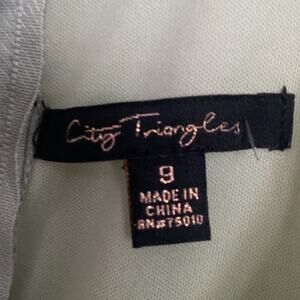 City Triangles
9
MADE IN
CHINA
RN#75010